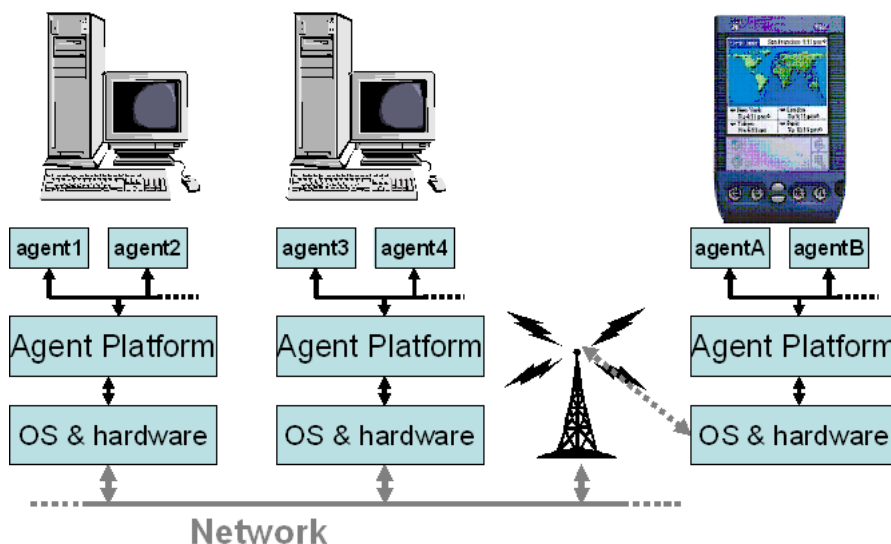 agent1
agent2
agent3
agent4
agentA
agentB
Agent Platform
Agent Platform
Agent Platform
OS & hardware
OS & hardware
OS & hardware
Network